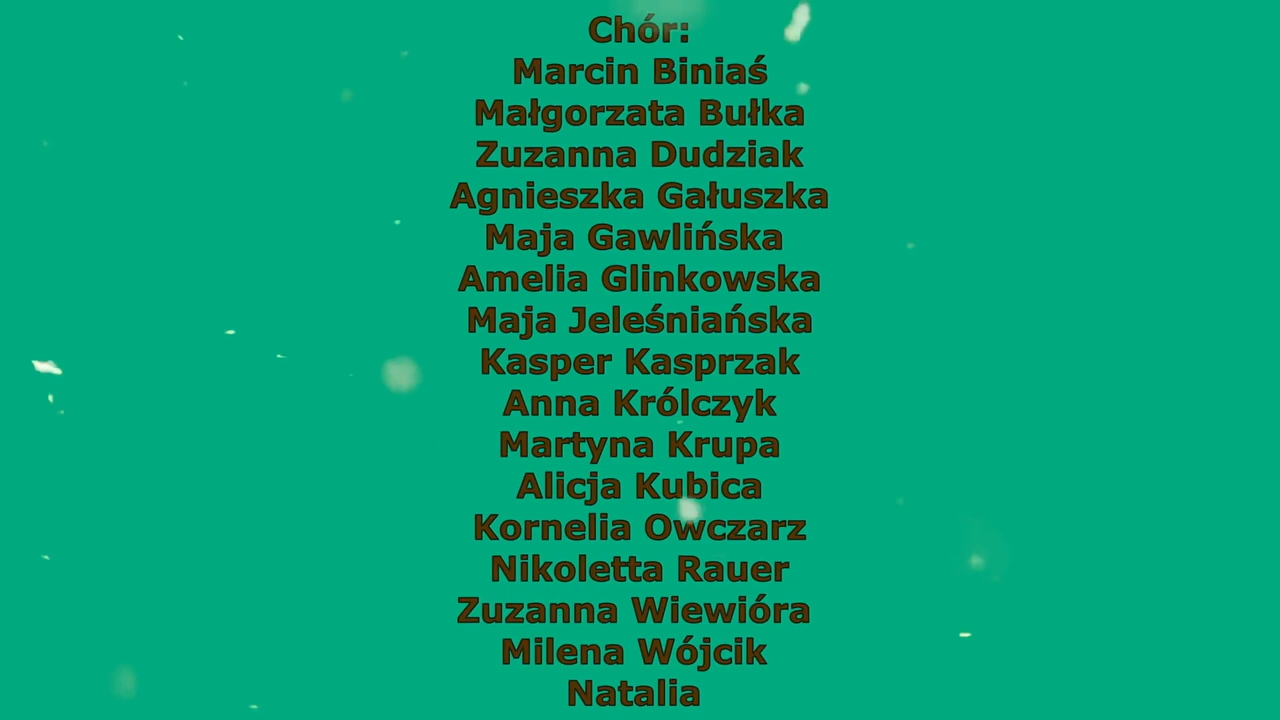 Chór:
Marcin Biniaś
Małgorzata Bułka
Zuzanna Dudziak
Agnieszka Gałuszka
Maja Gawlińska
Amelia Glinkowska
Maja Jeleśniańska
Kasper Kasprzak
Anna Królczyk
Martyna Krupa
Alicja Kubica
Kornelia Owczarz
Nikoletta Rauer
Zuzanna Wiewióra
Milena Wójcik
Natalia